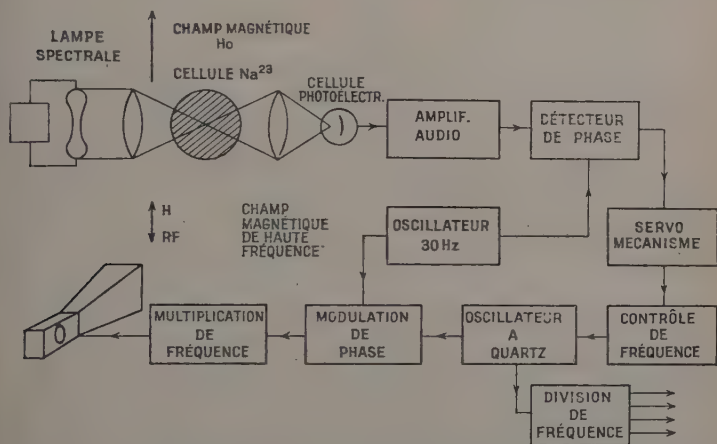 LAMPE
SPECTRALE
CHAMP MAGNÉTIQUE
Ho
CELLULE Na²³
CELLULE
PHOTOÉLECTR.
AMPLIF.
AUDIO
DÉTECTEUR
DE PHASE
H
RF
CHAMP
MAGNÉTIQUE
DE HAUTE
FRÉQUENCE
OSCILLATEUR
30 Hz
SERVO
MECANISME
MULTIPLICATION
DE
FRÉQUENCE
MODULATION
DE
PHASE
OSCILLATEUR
A
QUARTZ
CONTRÔLE
DE
FRÉQUENCE
DIVISION
DE
FRÉQUENCE